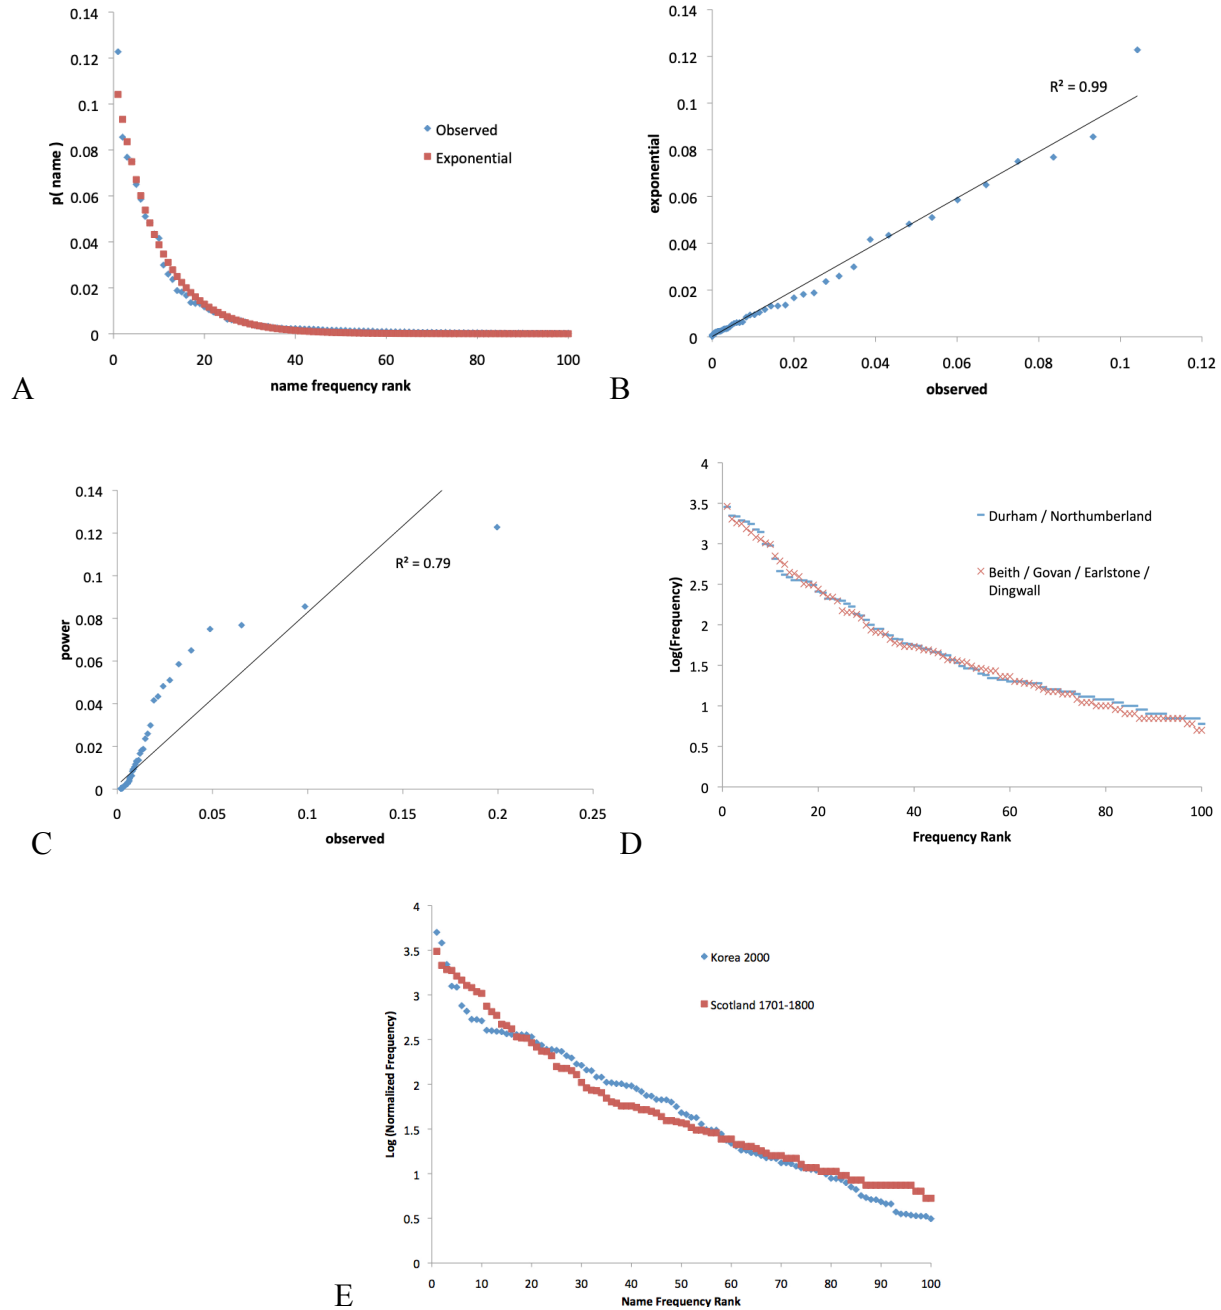 0.14
0.12
0.1
0.08
0.06
0.04
0.02
0
p( name )
Observed
Exponential
0 20 40 60 80 100
name frequency rank
A
0.14
0.12
0.1
0.08
0.06
0.04
0.02
0
exponential
R² = 0.99
0 0.02 0.04 0.06 0.08 0.1 0.12
observed
B
0.14
0.12
0.1
0.08
0.06
0.04
0.02
0
power
R² = 0.79
0 0.05 0.1 0.15 0.2 0.25
observed
C
4
3.5
3
2.5
2
1.5
1
0.5
0
Log(Frequency)
Durham / Northumberland
Beith / Govan / Earlstone /
Dingwall
0 20 40 60 80 100
Frequency Rank
D
4
3.5
3
2.5
2
1.5
1
0.5
0
Log (Normalized Frequency)
Korea 2000
Scotland 1701-1800
0 10 20 30 40 50 60 70 80 90 100
Name Frequency Rank
E